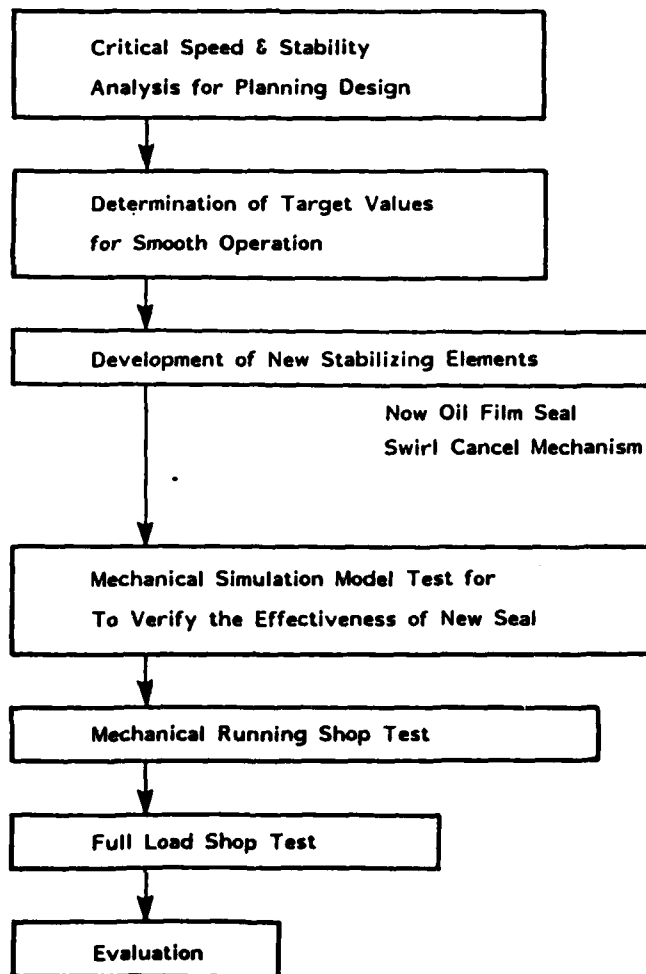 Critical Speed & Stability
Analysis for Planning Design
Determination of Target Values
for Smooth Operation
Development of New Stabilizing Elements
Now Oil Film Seal
Swirl Cancel Mechanism
Mechanical Simulation Model Test for
To Verify the Effectiveness of New Seal
Mechanical Running Shop Test
Full Load Shop Test
Evaluation